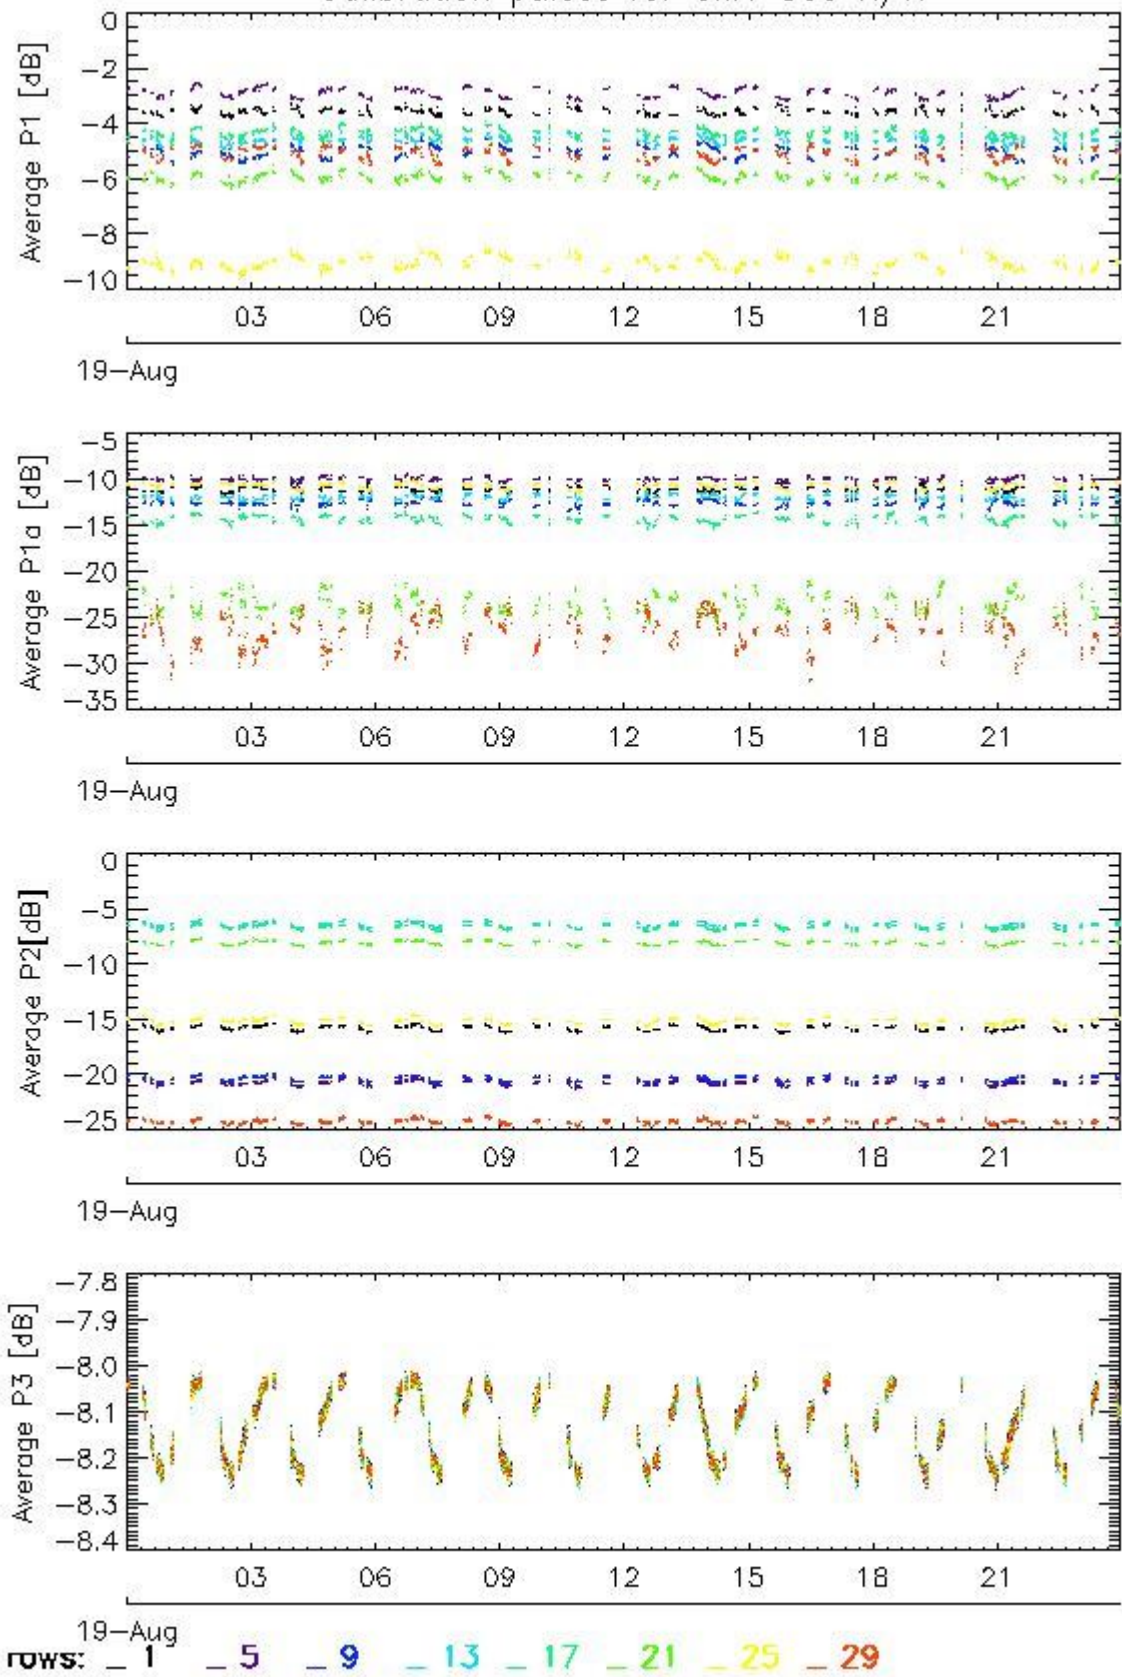 0
−2
−4
−6
−8
−10
Average P1 [dB]
03 06 09 12 15 18 21
19−Aug
−5
−10
−15
−20
−25
−30
−35
Average P1a [dB]
03 06 09 12 15 18 21
19−Aug
0
−5
−10
−15
−20
−25
Average P2[dB]
03 06 09 12 15 18 21
19−Aug
−7.8
−7.9
−8.0
−8.1
−8.2
−8.3
−8.4
Average P3 [dB]
03 06 09 12 15 18 21
19−Aug
rows: _ 1 _ 5 _ 9 _ 13 _ 17 _ 21 _ 25 _ 29